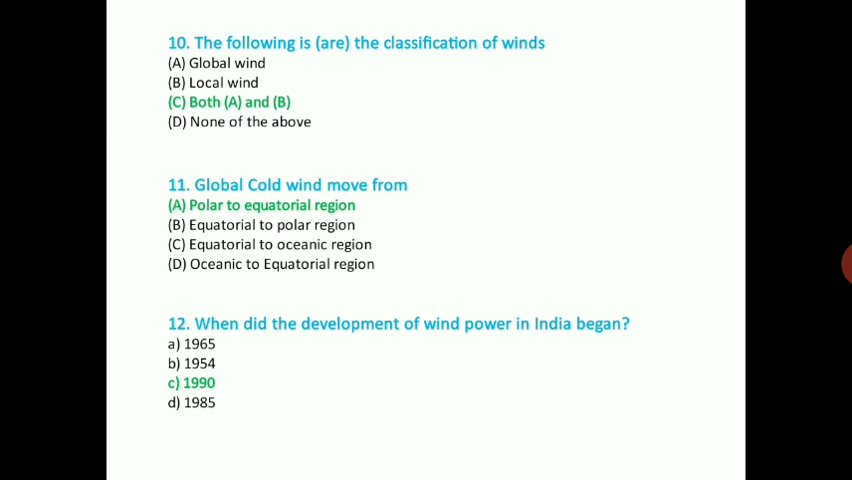 10. The following is (are) the classification of winds
(A) Global wind
(B) Local wind
(C) Both (A) and (B)
(D) None of the above
11. Global Cold wind move from
(A) Polar to equatorial region
(B) Equatorial to polar region
(C) Equatorial to oceanic region
(D) Oceanic to Equatorial region
12. When did the development of wind power in India began?
a) 1965
b) 1954
c) 1990
d) 1985